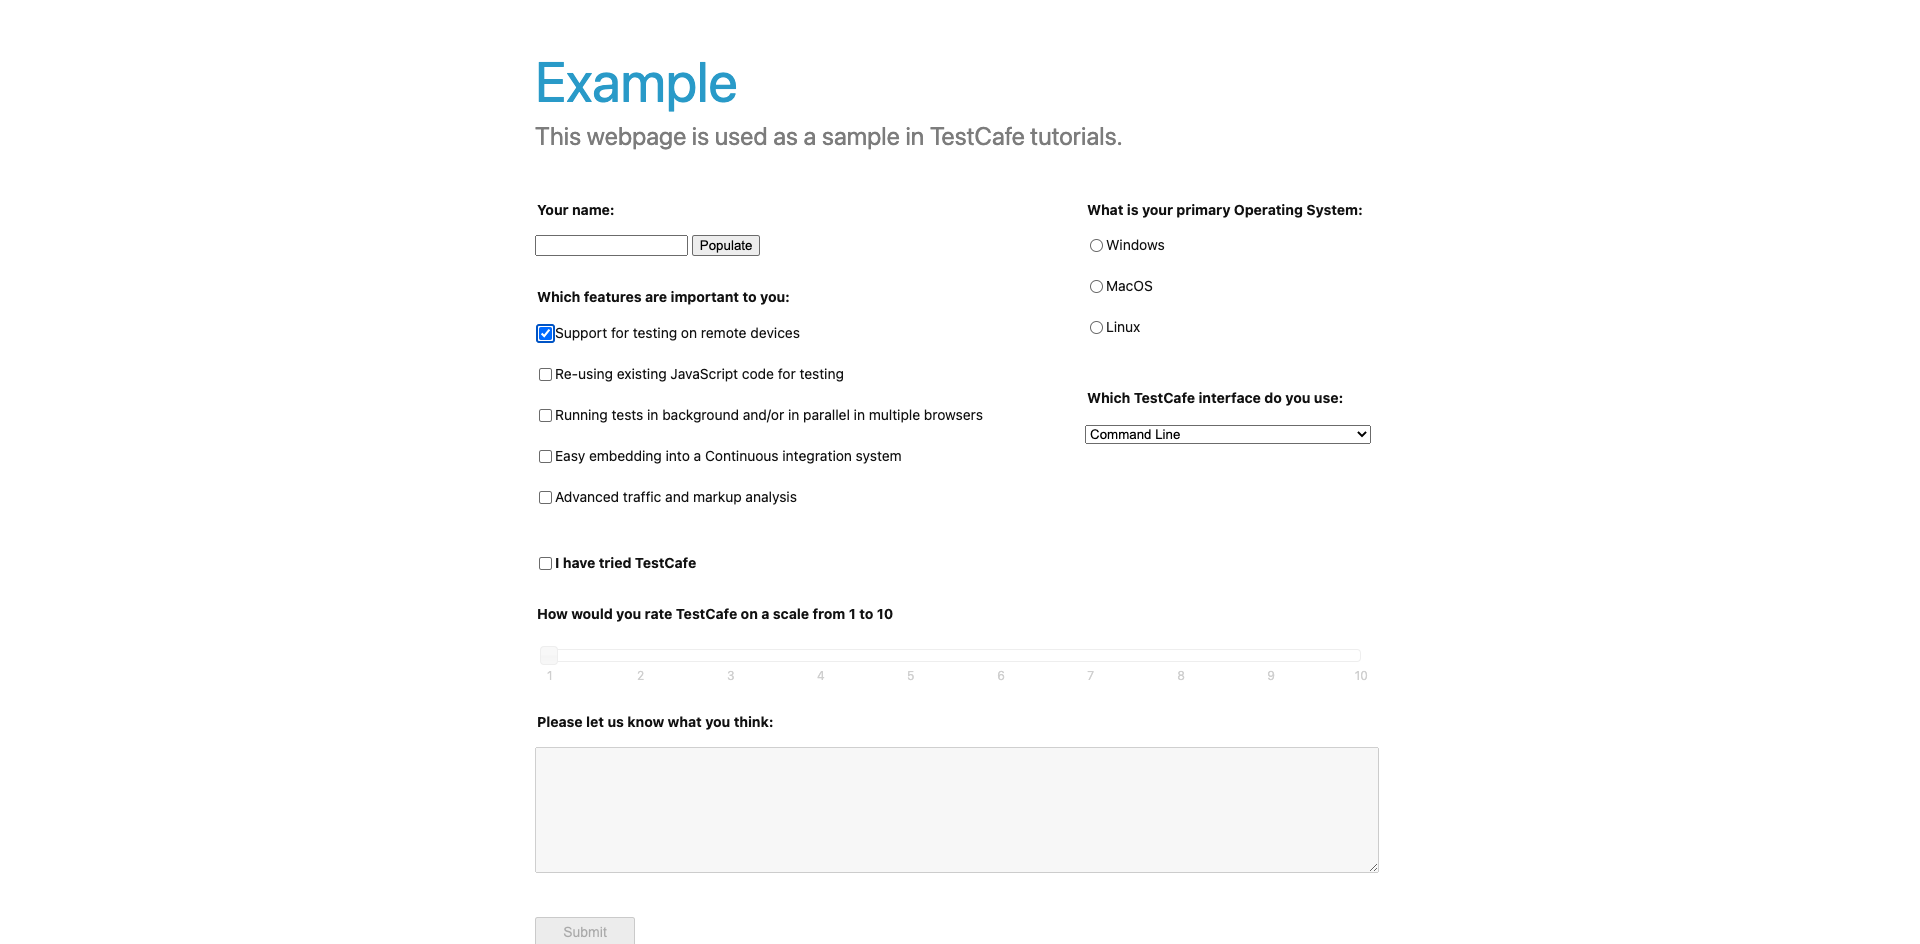 Example
This webpage is used as a sample in TestCafe tutorials.
Your name:
Populate
Which features are important to you:
Support for testing on remote devices
Re-using existing JavaScript code for testing
Running tests in background and/or in parallel in multiple browsers
Easy embedding into a Continuous integration system
Advanced traffic and markup analysis
What is your primary Operating System:
Windows
MacOS
Linux
Which TestCafe interface do you use:
Command Line
I have tried TestCafe
How would you rate TestCafe on a scale from 1 to 10
1 2 3 4 5 6 7 8 9 10
Please let us know what you think:
Submit